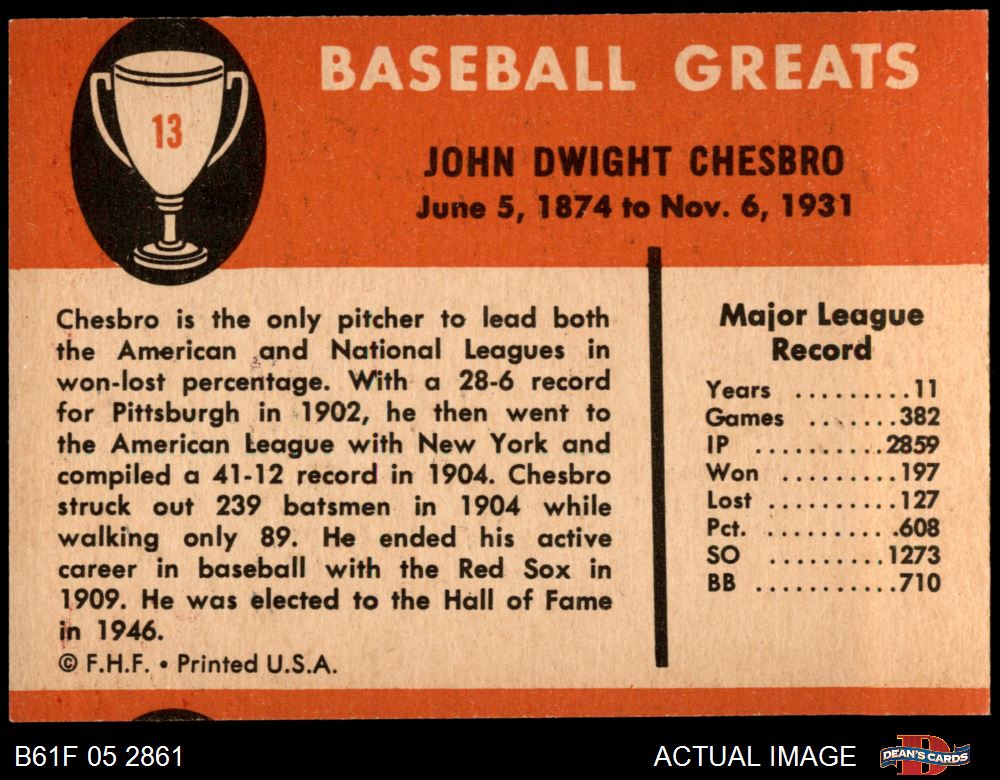 13
BASEBALL GREATS
JOHN DWIGHT CHESBRO
June 5, 1874 to Nov. 6, 1931
Chesbro is the only pitcher to lead both
the American and National Leagues in
won-lost percentage. With a 28-6 record
for Pittsburgh in 1902, he then went to
the American League with New York and
compiled a 41-12 record in 1904. Chesbro
struck out 239 batsmen in 1904 while
walking only 89. He ended his active
career in baseball with the Red Sox in
1909. He was elected to the Hall of Fame
in 1946.
© F.H.F. • Printed U.S.A.
Major League
Record
Years .........11
Games .......382
IP ..........2859
Won .........197
Lost ..........127
Pct. ..........608
SO ..........1273
BB ...........710
B61F 05 2861
ACTUAL IMAGE
D
DEAN'S CARDS